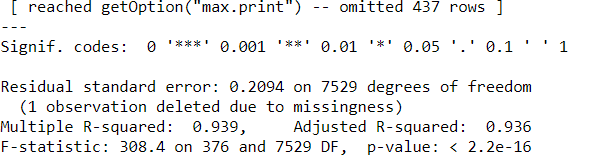 [ reached getOption("max.print") -- omitted 437 rows ]
---
Signif. codes:  0 '***' 0.001 '**' 0.01 '*' 0.05 '.' 0.1 ' ' 1
Residual standard error: 0.2094 on 7529 degrees of freedom
  (1 observation deleted due to missingness)
Multiple R-squared:  0.939,     Adjusted R-squared:  0.936
F-statistic: 308.4 on 376 and 7529 DF,  p-value: < 2.2e-16